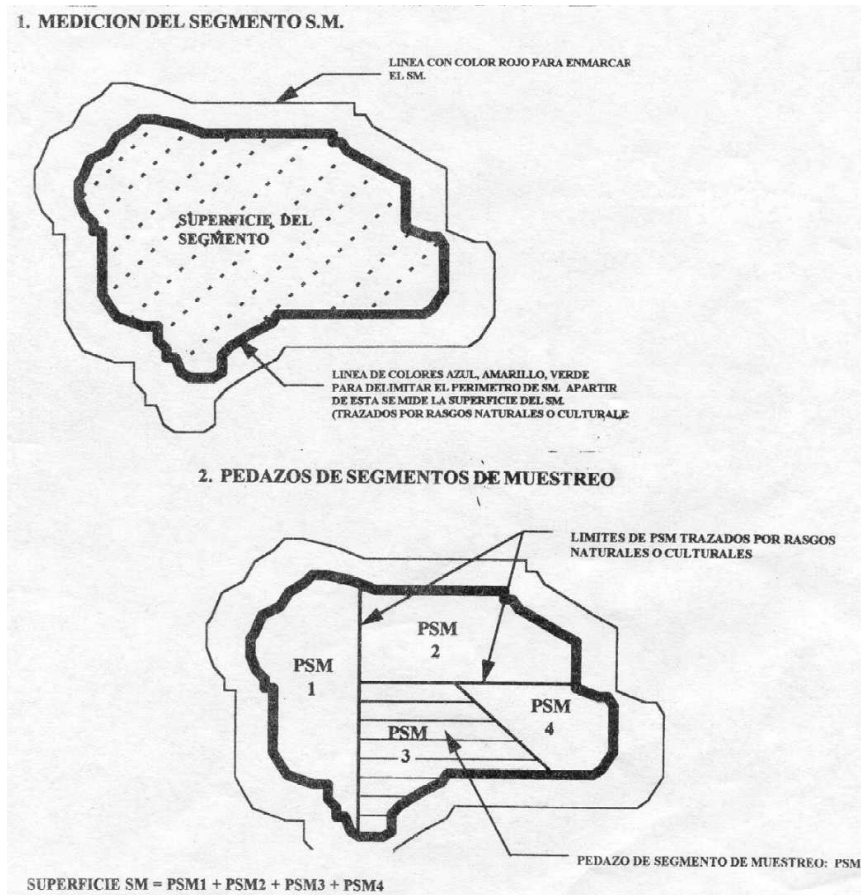 1. MEDICION DEL SEGMENTO S.M.
LINEA CON COLOR ROJO PARA ENMARCAR
EL SM.
SUPERFICIE DEL
SEGMENTO
LINEA DE COLORES AZUL, AMARILLO, VERDE
PARA DELIMITAR EL PERIMETRO DE SM. APARTIR
DE ESTA SE MIDE LA SUPERFICIE DEL SM.
(TRAZADOS POR RASGOS NATURALES O CULTURALE
2. PEDAZOS DE SEGMENTOS DE MUESTREO
LIMITES DE PSM TRAZADOS POR RASGOS
NATURALES O CULTURALES
PSM
2
PSM
1
PSM
4
PSM
3
PEDAZO DE SEGMENTO DE MUESTREO: PSM
SUPERFICIE SM = PSM1 + PSM2 + PSM3 + PSM4